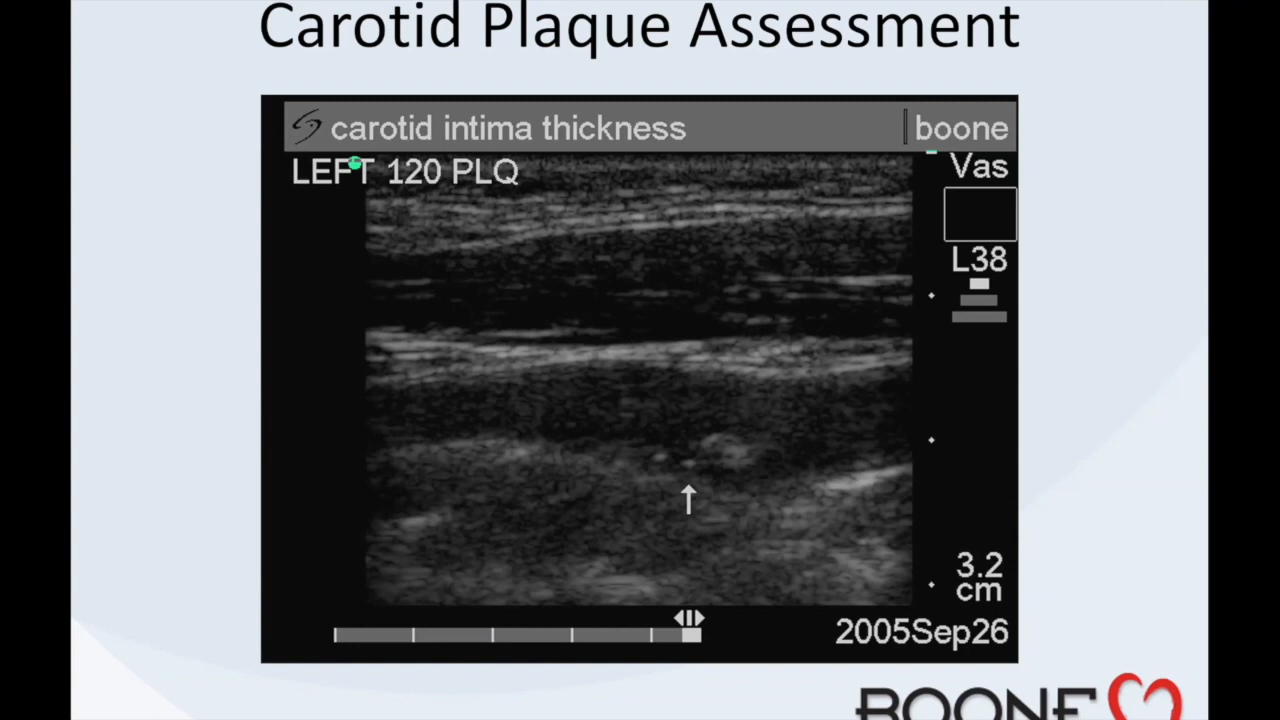 Carotid Plaque Assessment
carotid intima thickness
boone
LEFT 120 PLQ
Vas
L38
3.2
cm
2005Sep26
BOONE